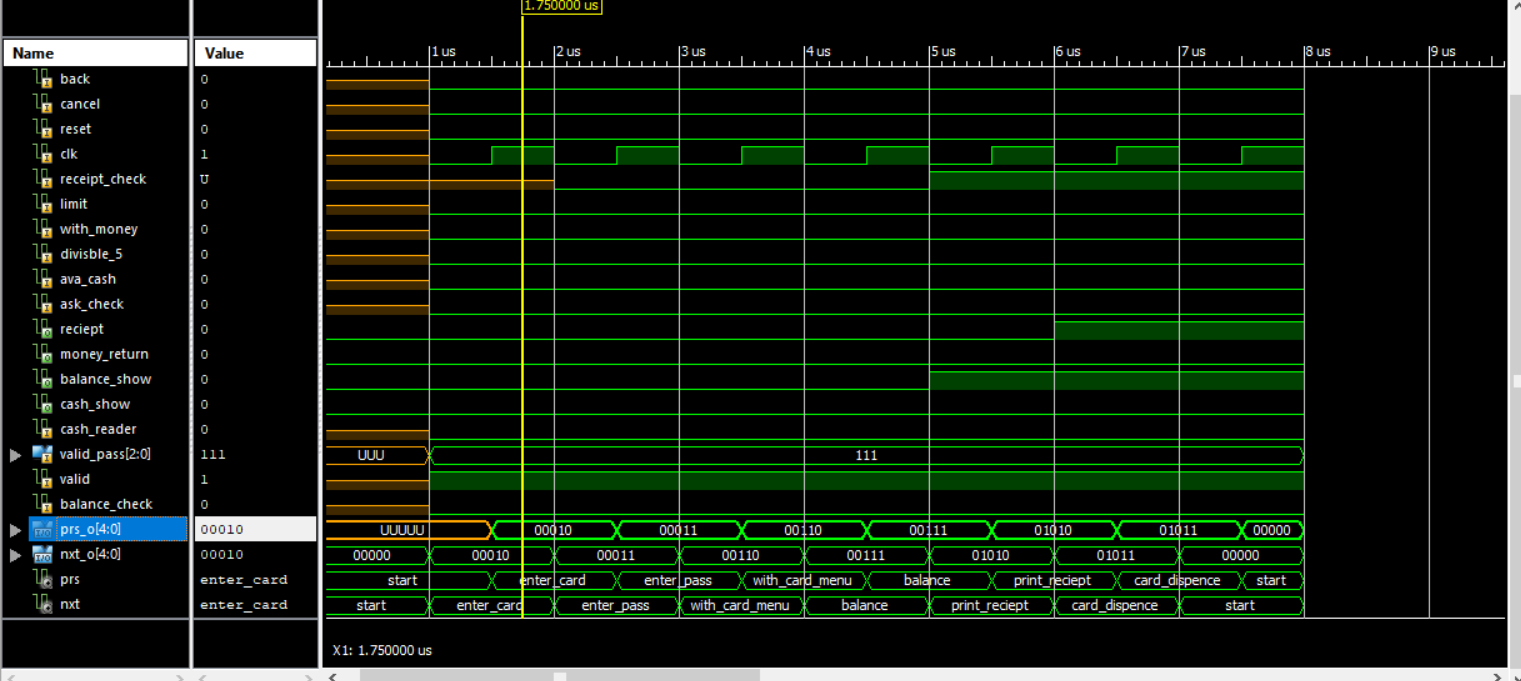 1.750000 us
Name Value
1 us 2 us 3 us 4 us 5 us 6 us 7 us 8 us 9 us
back 0
cancel 0
reset 0
clk 1
receipt_check U
limit 0
with_money 0
divisble_5 0
ava_cash 0
ask_check 0
reciept 0
money_return 0
balance_show 0
cash_show 0
cash_reader 0
valid_pass[2:0] 111 UUU 111
valid 1
balance_check 0
prs_o[4:0] 00010 UUUUU 00010 00011 00110 00111 01010 01011 00000
nxt_o[4:0] 00010 00000 00010 00011 00110 00111 01010 01011 00000
prs enter_card start enter_card enter_pass with_card_menu balance print_reciept card_dispence start
nxt enter_card start enter_card enter_pass with_card_menu balance print_reciept card_dispence start
X1: 1.750000 us